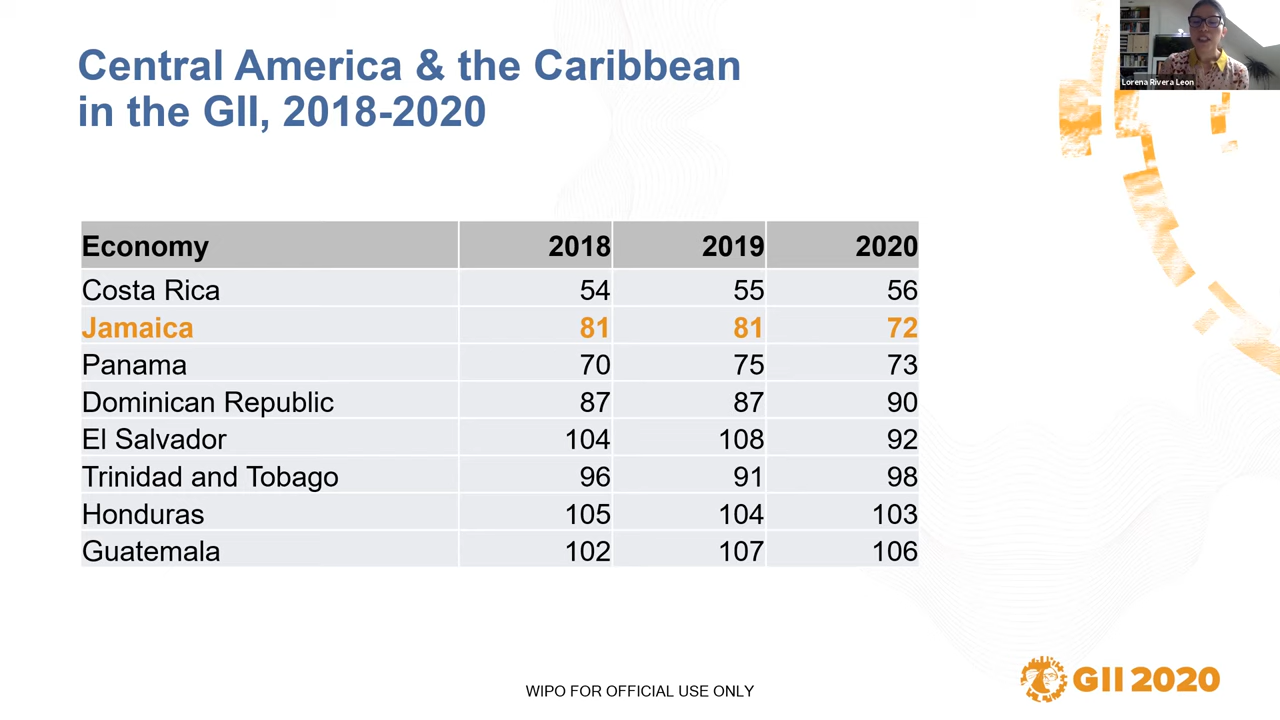 Central America & the Caribbean
in the GII, 2018-2020
Lorena Rivera Leon
Economy 2018 2019 2020
Costa Rica 54 55 56
Jamaica 81 81 72
Panama 70 75 73
Dominican Republic 87 87 90
El Salvador 104 108 92
Trinidad and Tobago 96 91 98
Honduras 105 104 103
Guatemala 102 107 106
WIPO FOR OFFICIAL USE ONLY
GII 2020